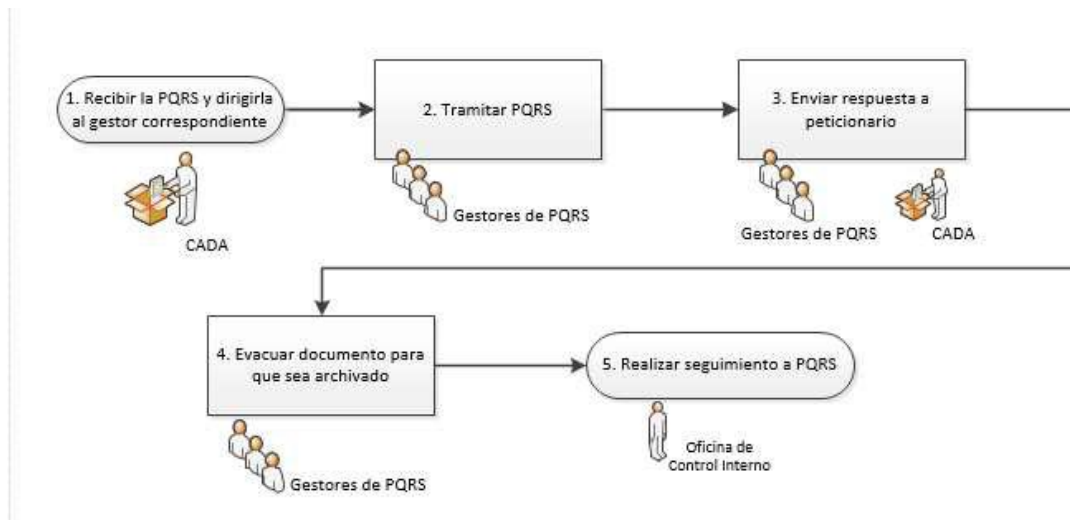 1. Recibir la PQRS y dirigirla
al gestor correspondiente
CADA
2. Tramitar PQRS
Gestores de PQRS
3. Enviar respuesta a
peticionario
Gestores de PQRS
CADA
4. Evacuar documento para
que sea archivado
Gestores de PQRS
5. Realizar seguimiento a PQRS
Oficina de
Control Interno